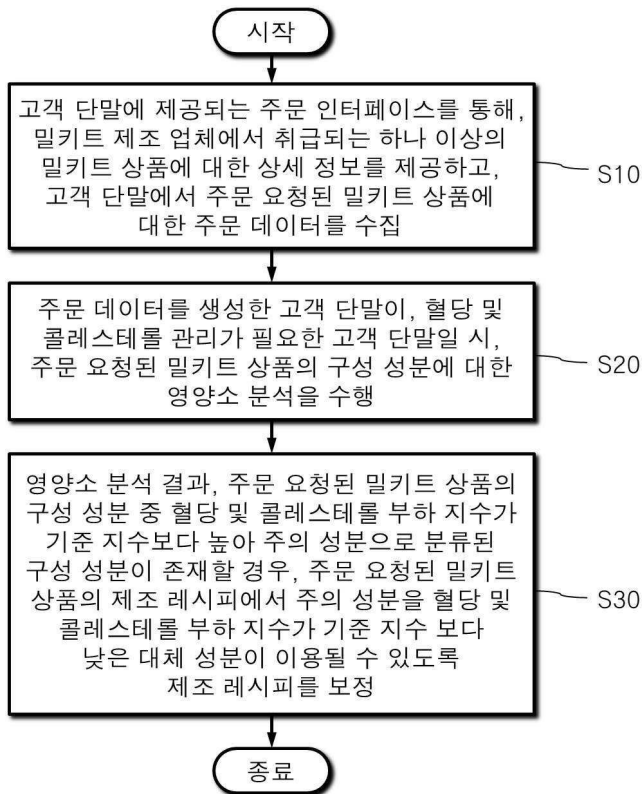 시작
고객 단말에 제공되는 주문 인터페이스를 통해,
밀키트 제조 업체에서 취급되는 하나 이상의
밀키트 상품에 대한 상세 정보를 제공하고,
고객 단말에서 주문 요청된 밀키트 상품에
대한 주문 데이터를 수집
S10
주문 데이터를 생성한 고객 단말이, 혈당 및
콜레스테롤 관리가 필요한 고객 단말일 시,
주문 요청된 밀키트 상품의 구성 성분에 대한
영양소 분석을 수행
S20
영양소 분석 결과, 주문 요청된 밀키트 상품의
구성 성분 중 혈당 및 콜레스테롤 부하 지수가
기준 지수보다 높아 주의 성분으로 분류된
구성 성분이 존재할 경우, 주문 요청된 밀키트
상품의 제조 레시피에서 주의 성분을 혈당 및
콜레스테롤 부하 지수가 기준 지수 보다
낮은 대체 성분이 이용될 수 있도록
제조 레시피를 보정
S30
종료